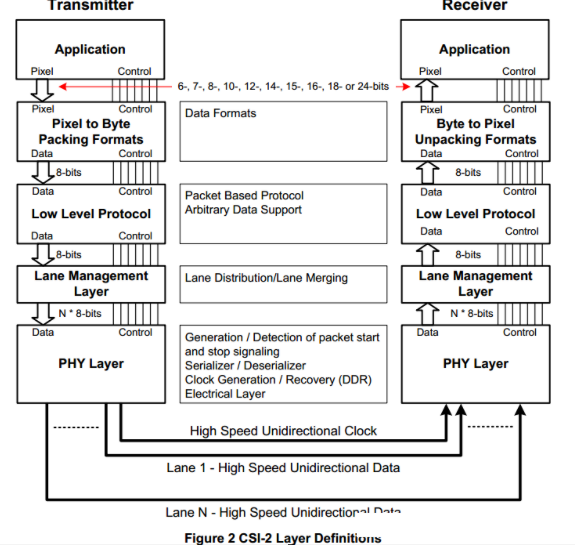 Transmitter Receiver
Application Application
Pixel Control Pixel Control
6-, 7-, 8-, 10-, 12-, 14-, 15-, 16-, 18- or 24-bits
Pixel Control Pixel Control
Pixel to Byte
Packing Formats
Data Formats
Byte to Pixel
Unpacking Formats
Data Control Data Control
8-bits 8-bits
Data Control Data Control
Low Level Protocol
Packet Based Protocol
Arbitrary Data Support
Low Level Protocol
Data Control Data Control
8-bits 8-bits
Lane Management
Layer
Lane Distribution/Lane Merging
Lane Management
Layer
N * 8-bits N * 8-bits
Data Control Data Control
PHY Layer
Generation / Detection of packet start
and stop signaling
Serializer / Deserializer
Clock Generation / Recovery (DDR)
Electrical Layer
PHY Layer
High Speed Unidirectional Clock
Lane 1 - High Speed Unidirectional Data
Lane N - High Speed Unidirectional Data
Figure 2 CSI-2 Layer Definitions